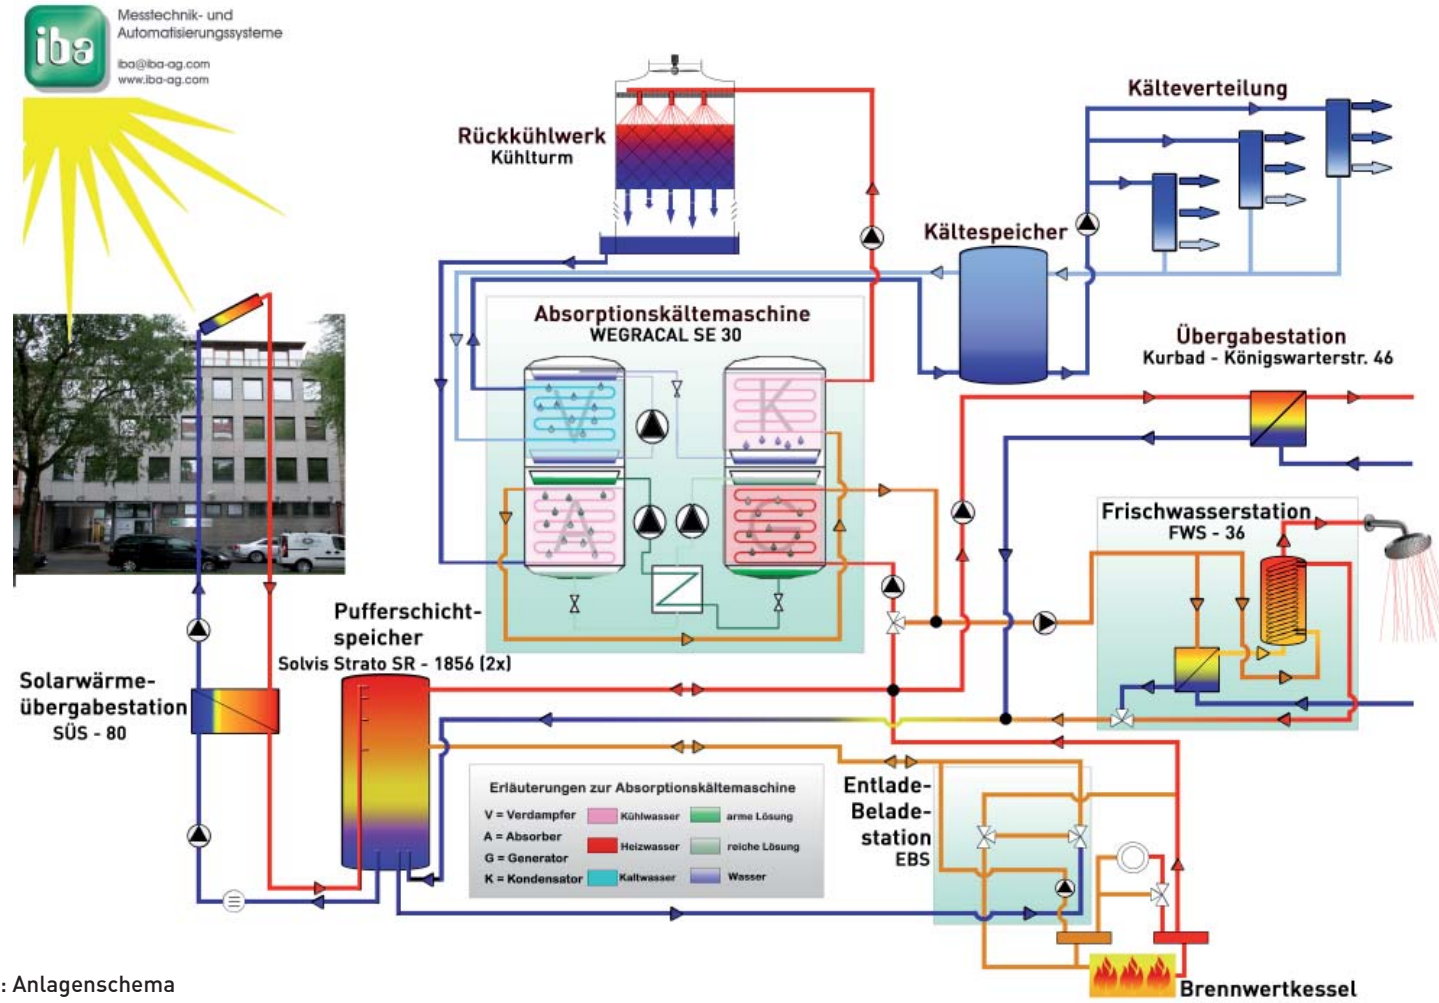 iba
Messtechnik- und
Automatisierungssysteme
iba@iba-ag.com
www.iba-ag.com
Rückkühlwerk
Kühlturm
Kälteverteilung
Kältespeicher
Absorptionskältemaschine
WEGRACAL SE 30
V
K
A
G
Übergabestation
Kurbad - Königswarterstr. 46
Frischwasserstation
FWS - 36
Pufferschicht-
speicher
Solvis Strato SR - 1856 (2x)
Solarwärme-
übergabestation
SÜS - 80
Erläuterungen zur Absorptionskältemaschine
V = Verdampfer
Kühlwasser
arme Lösung
A = Absorber
Heizwasser
reiche Lösung
G = Generator
K = Kondensator
Kaltwasser
Wasser
Entlade-
Belade-
station
EBS
Brennwertkessel
: Anlagenschema